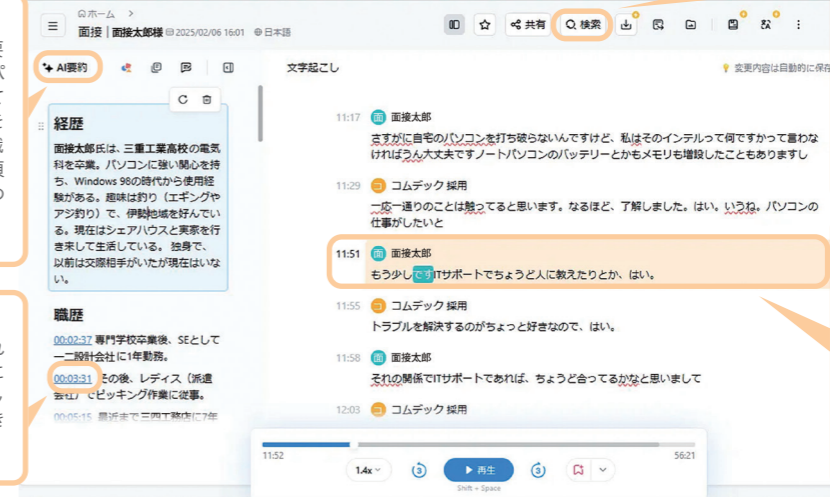 ホーム >
面接 | 面接太郎様 2025/02/06 16:01 日本語
共有
検索
AI要約
文字起こし
変更内容は自動的に保存
経歴
面接太郎氏は、三重工業高校の電気
科を卒業。パソコンに強い関心を持
ち、Windows 98の時代から使用経
験がある。趣味は釣り（エギングや
アジ釣り）で、伊勢地域を好んでい
る。現在はシェアハウスと実家を行
き来して生活している。 独身で、
以前は交際相手がいたが現在はいな
い。
職歴
00:02:37 専門学校卒業後、SEとして
一二設計会社に1年勤務。
00:03:31 その後、レディス（派遣
会社）でピッキング作業に従事。
00:05:15 最近まで三四工務店に7年
11:17 面 面接太郎
さすがに自宅のパソコンを打ち破らないんですけど、私はそのインテルって何ですかって言わな
ければうん大丈夫ですノートパソコンのバッテリーとかもメモリも増設したこともありますし
11:29 コ コムデック 採用
一応一通りのことは触ってると思います。なるほど、了解しました。はい。いうね。パソコンの
仕事がしたいと
11:51 面 面接太郎
もう少しですITサポートでちょうど人に教えたりとか、はい。
11:55 コ コムデック 採用
トラブルを解決するのがちょっと好きなので、はい。
11:58 面 面接太郎
それの関係でITサポートであれば、ちょうど合ってるかなと思いまして
12:03 コ コムデック 採用
11:52
56:21
1.4x
3
再生
3
Shift + Space